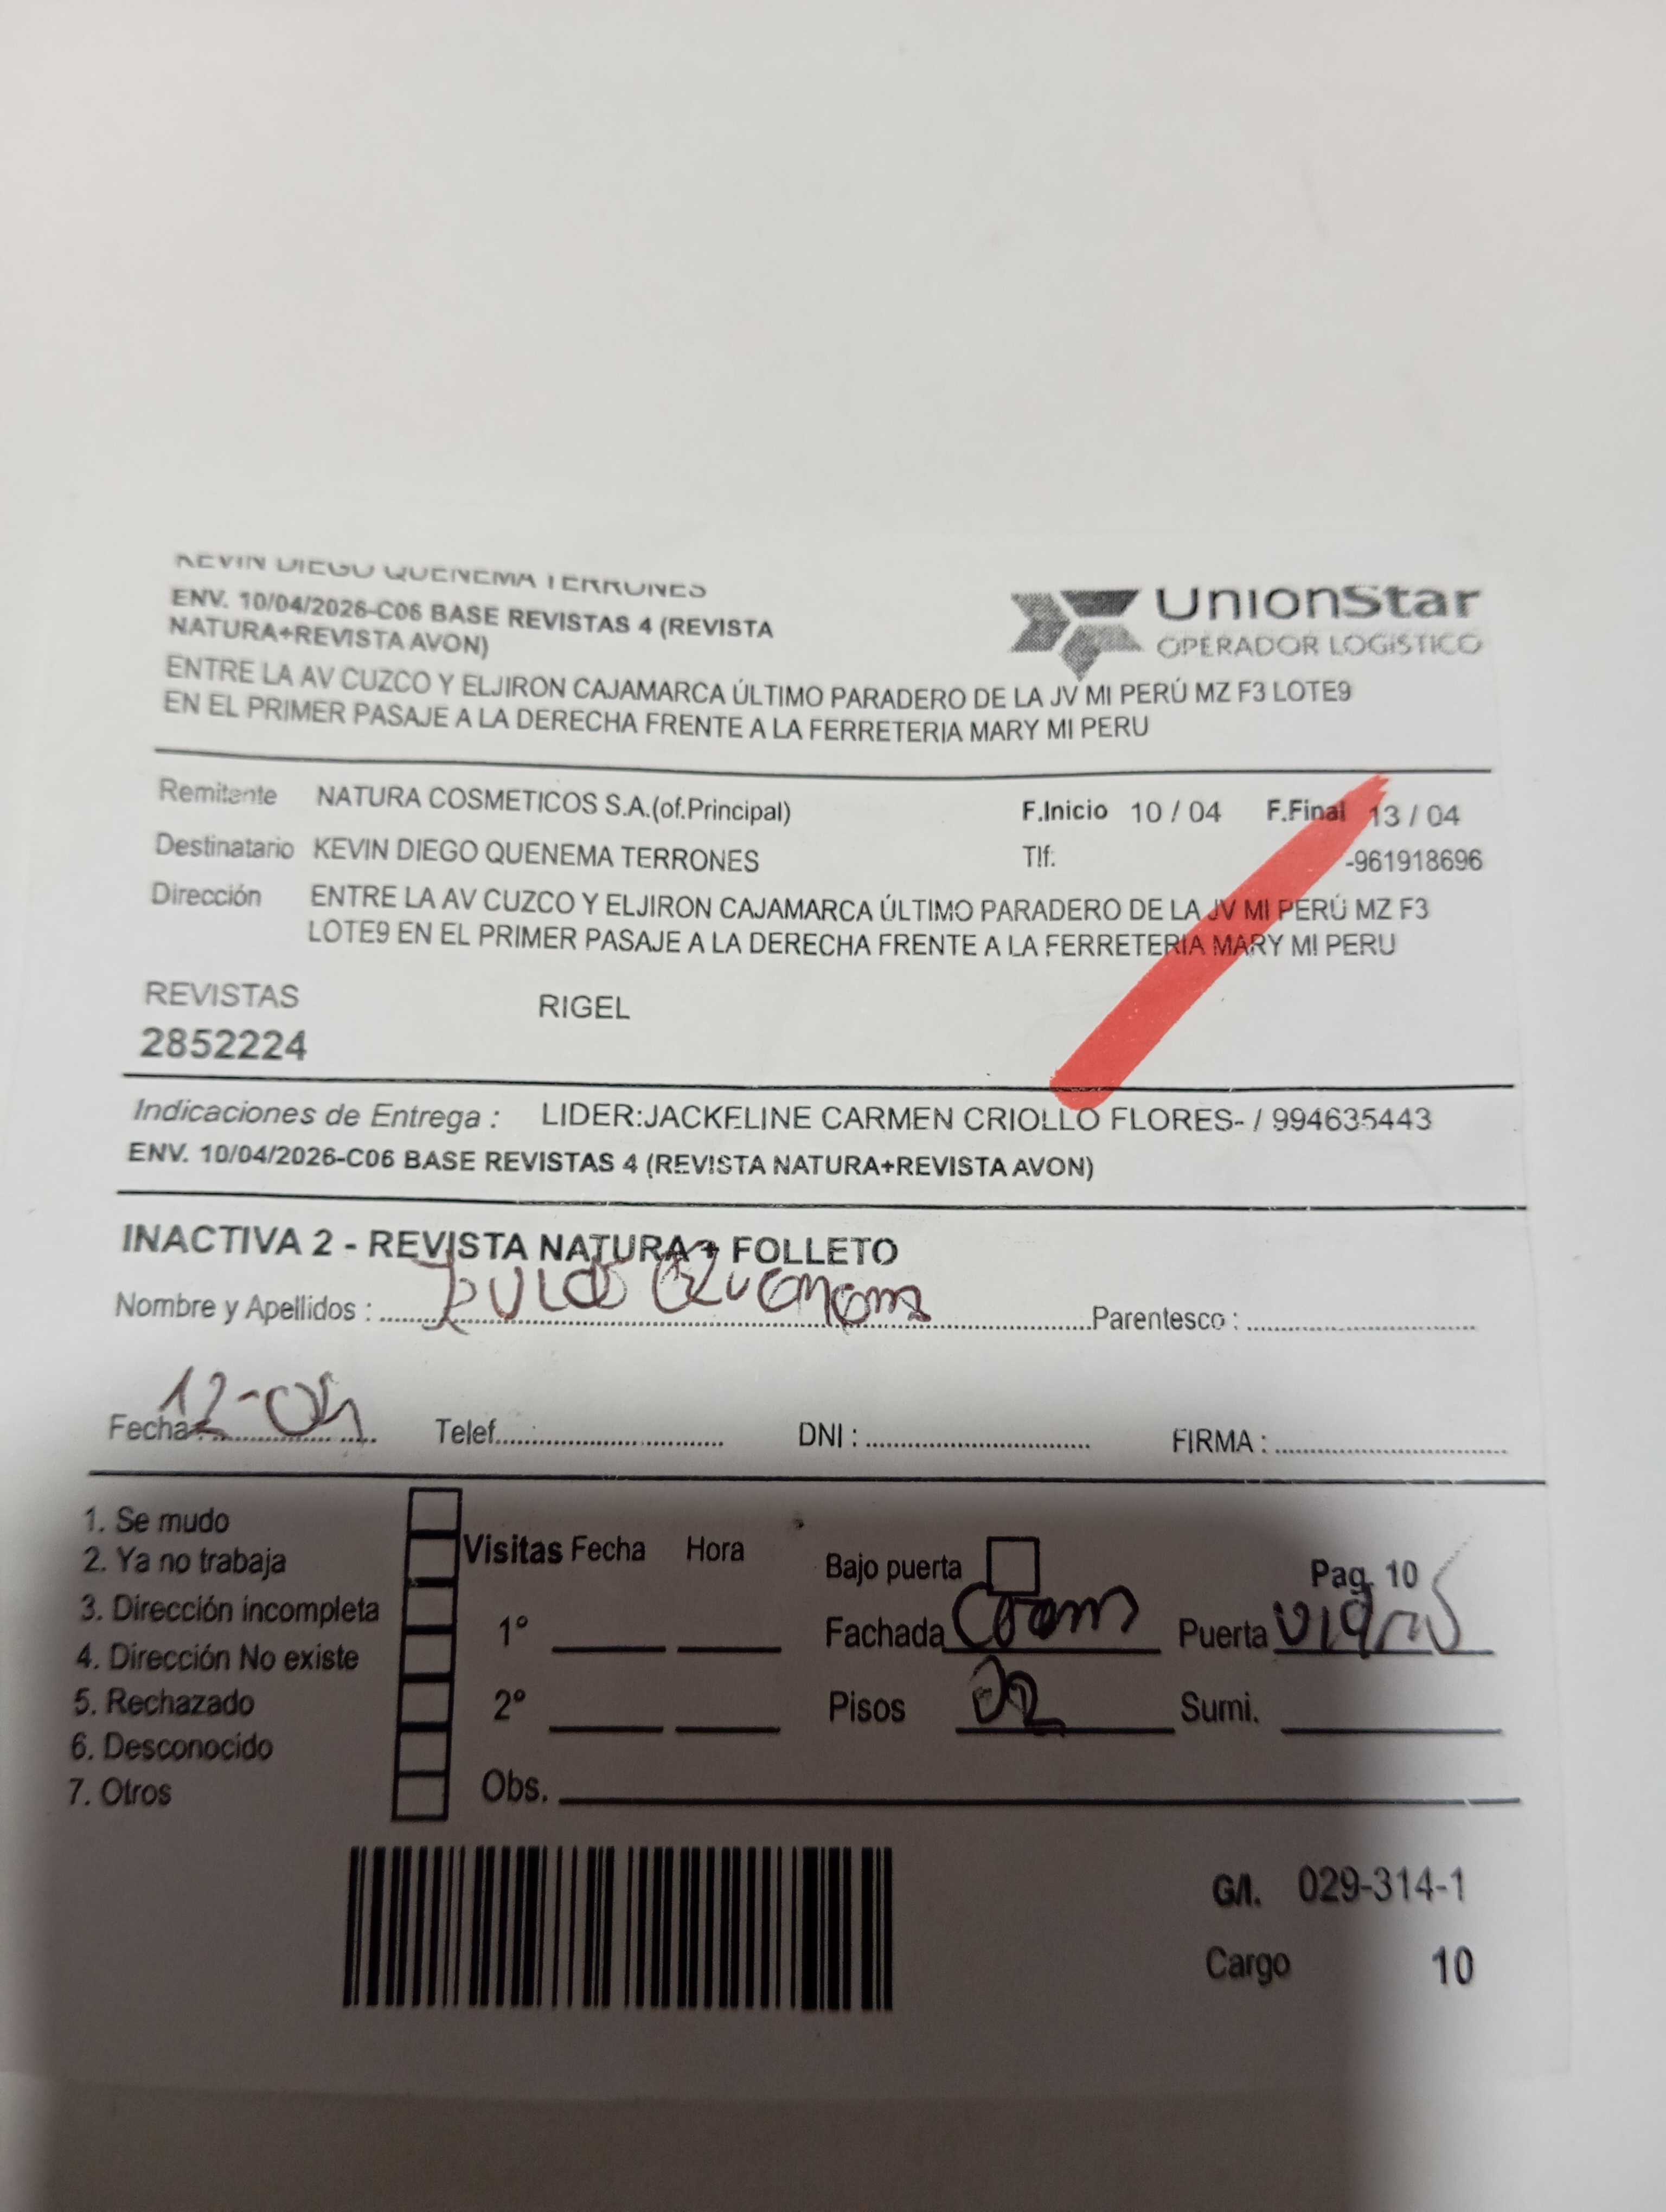 KEVIN DIEGO QUENEMA TERRONES
ENV. 10/04/2026-C06 BASE REVISTAS 4 (REVISTA
NATURA+REVISTA AVON)
UnionStar
OPERADOR LOGISTICO
ENTRE LA AV CUZCO Y ELJIRON CAJAMARCA ÚLTIMO PARADERO DE LA JV MI PERÚ MZ F3 LOTE9
EN EL PRIMER PASAJE A LA DERECHA FRENTE A LA FERRETERIA MARY MI PERU
Remitente NATURA COSMETICOS S.A.(of.Principal) F.Inicio 10 / 04 F.Final 13 / 04
Destinatario KEVIN DIEGO QUENEMA TERRONES Tlf: -961918696
Dirección ENTRE LA AV CUZCO Y ELJIRON CAJAMARCA ÚLTIMO PARADERO DE LA JV MI PERÚ MZ F3
LOTE9 EN EL PRIMER PASAJE A LA DERECHA FRENTE A LA FERRETERIA MARY MI PERU
REVISTAS RIGEL
2852224
Indicaciones de Entrega : LIDER:JACKELINE CARMEN CRIOLLO FLORES- / 994635443
ENV. 10/04/2026-C06 BASE REVISTAS 4 (REVISTA NATURA+REVISTA AVON)
INACTIVA 2 - REVISTA NATURA + FOLLETO
Nombre y Apellidos : Quenema Parentesco :
Fecha : 12-04 Telef. DNI : FIRMA :
1. Se mudo
2. Ya no trabaja
3. Dirección incompleta
4. Dirección No existe
5. Rechazado
6. Desconocido
7. Otros
Visitas Fecha Hora
1º
2º
Obs.
Bajo puerta Pag. 10
Fachada Puerta
Pisos 02 Sumi.
G/I. 029-314-1
Cargo 10